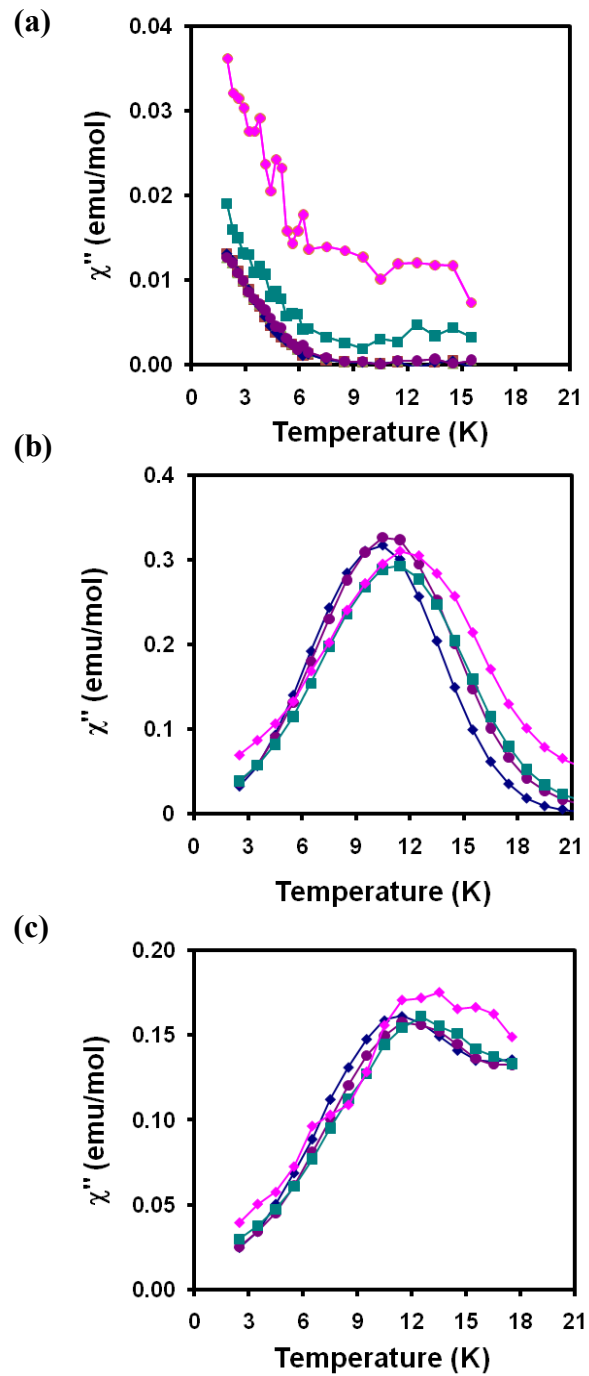 (a)
0.04
0.03
0.02
0.01
0.00
χ" (emu/mol)
0 3 6 9 12 15 18 21
Temperature (K)
(b)
0.4
0.3
0.2
0.1
0
χ" (emu/mol)
0 3 6 9 12 15 18 21
Temperature (K)
(c)
0.20
0.15
0.10
0.05
0.00
χ" (emu/mol)
0 3 6 9 12 15 18 21
Temperature (K)